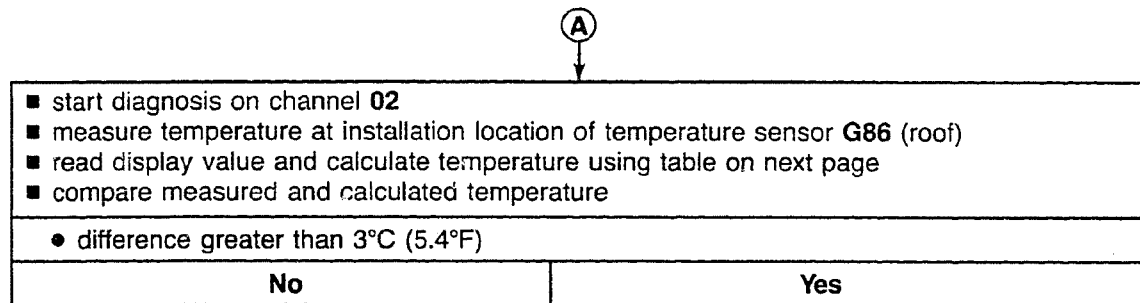 A
■ start diagnosis on channel 02
■ measure temperature at installation location of temperature sensor G86 (roof)
■ read display value and calculate temperature using table on next page
■ compare measured and calculated temperature
● difference greater than 3°C (5.4°F)
No Yes